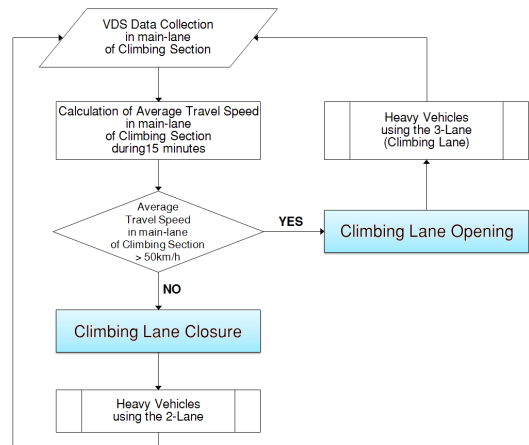 VDS Data Collection
in main-lane
of Climbing Section
Calculation of Average Travel Speed
in main-lane
of Climbing Section
during15 minutes
Average
Travel Speed
in main-lane
of Climbing Section
> 50km/h
YES
Climbing Lane Opening
Heavy Vehicles
using the 3-Lane
(Climbing Lane)
NO
Climbing Lane Closure
Heavy Vehicles
using the 2-Lane